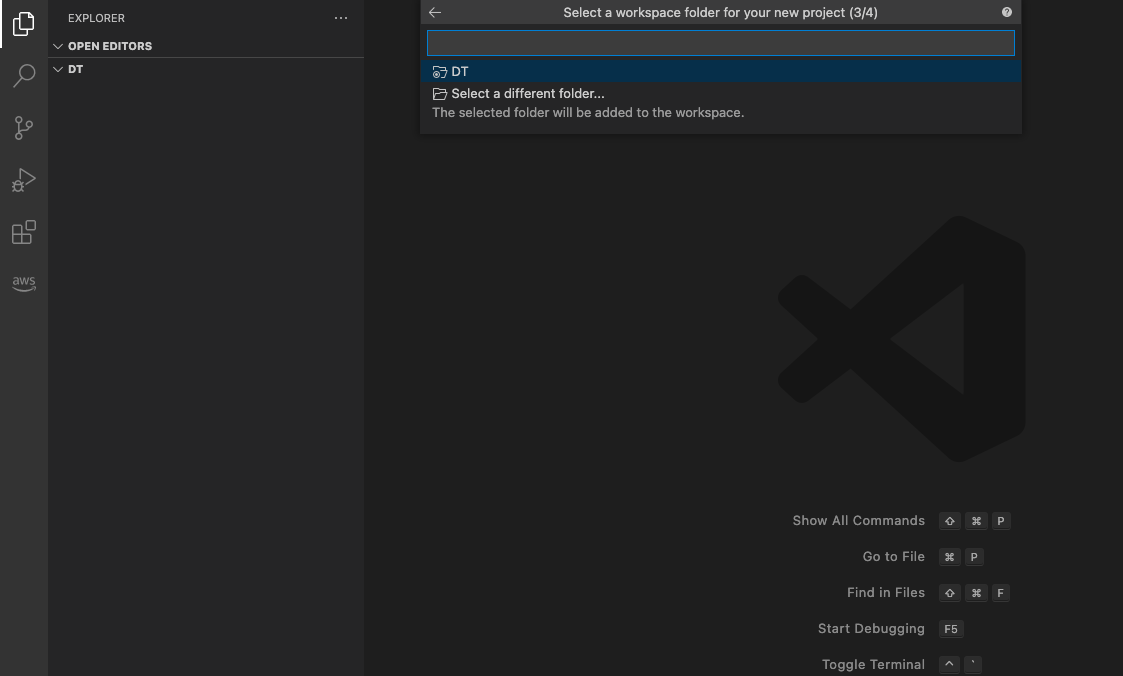 EXPLORER
OPEN EDITORS
DT
aws
Select a workspace folder for your new project (3/4)
DT
Select a different folder...
The selected folder will be added to the workspace.
Show All Commands ⇧ ⌘ P
Go to File ⌘ P
Find in Files ⇧ ⌘ F
Start Debugging F5
Toggle Terminal ^ `